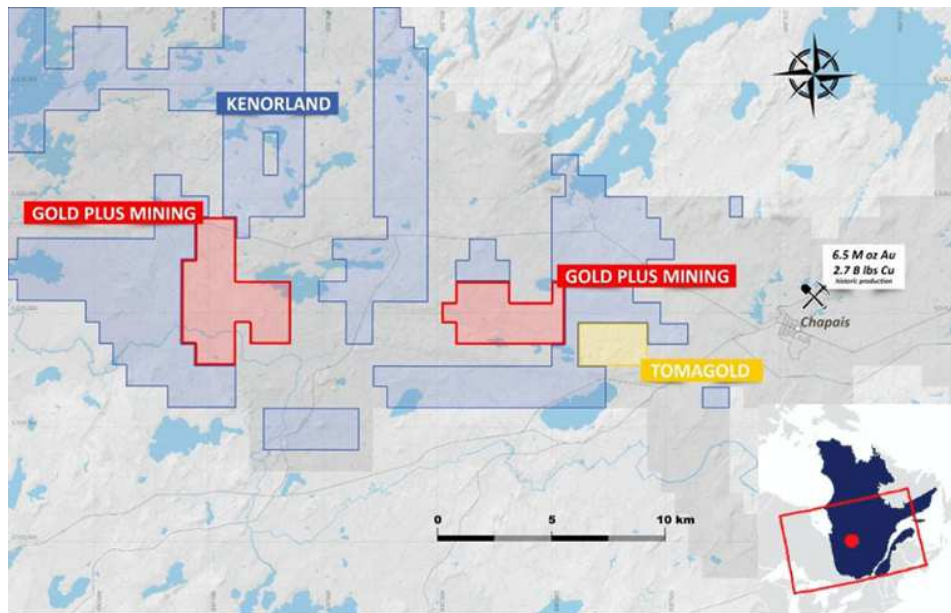 KENORLAND
GOLD PLUS MINING
6.5 M oz Au
2.7 B lbs Cu
historic production
GOLD PLUS MINING
Chapais
TOMAGOLD
0 5 10 km